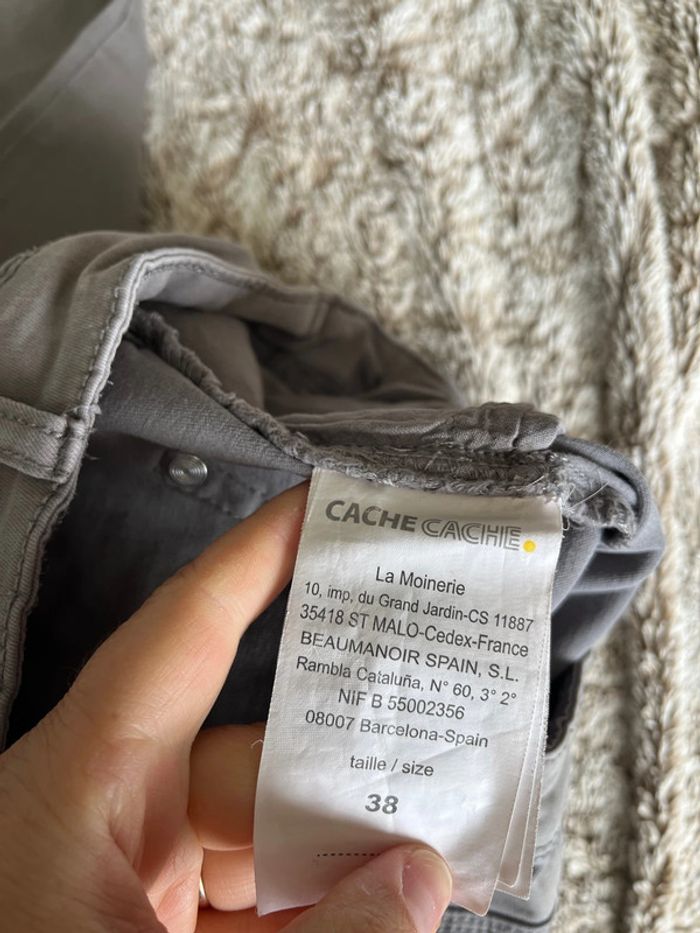 CACHE CACHE.
La Moinerie
10, imp, du Grand Jardin-CS 11887
35418 ST MALO-Cedex-France
BEAUMANOIR SPAIN, S.L.
Rambla Cataluña, N° 60, 3° 2°
NiF B 55002356
08007 Barcelona-Spain
taille / size
38